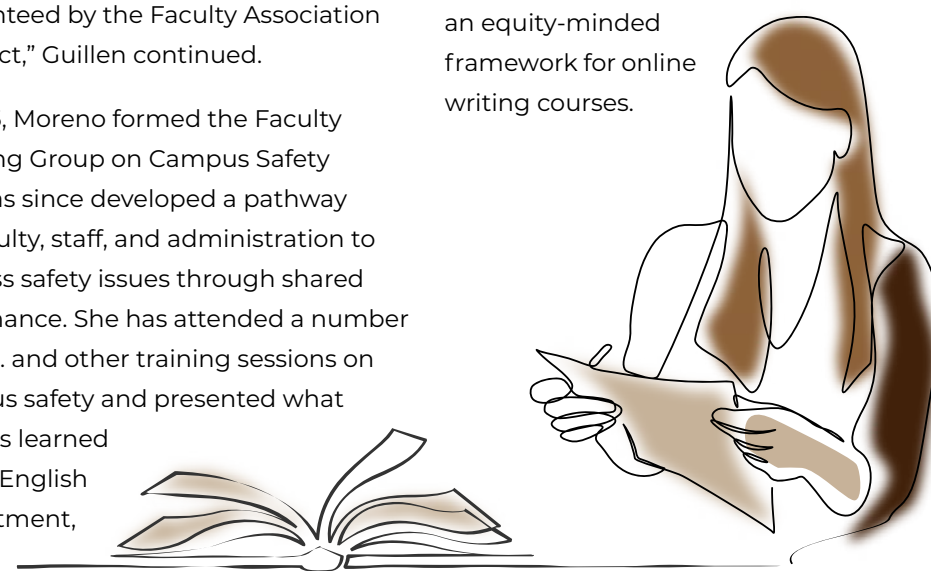 nteed by the Faculty Association
ct,” Guillen continued.
, Moreno formed the Faculty
ng Group on Campus Safety
s since developed a pathway
ulty, staff, and administration to
ss safety issues through shared
nance. She has attended a number
. and other training sessions on
us safety and presented what
s learned
English
tment,
an equity-minded
framework for online
writing courses.